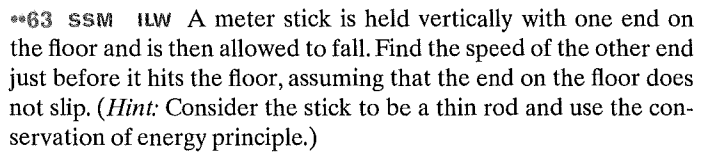 ••63 SSM ILW A meter stick is held vertically with one end on
the floor and is then allowed to fall. Find the speed of the other end
just before it hits the floor, assuming that the end on the floor does
not slip. (Hint: Consider the stick to be a thin rod and use the con-
servation of energy principle.)